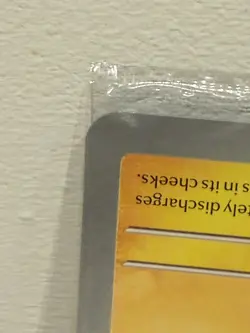 tely discharges
s in its cheeks.